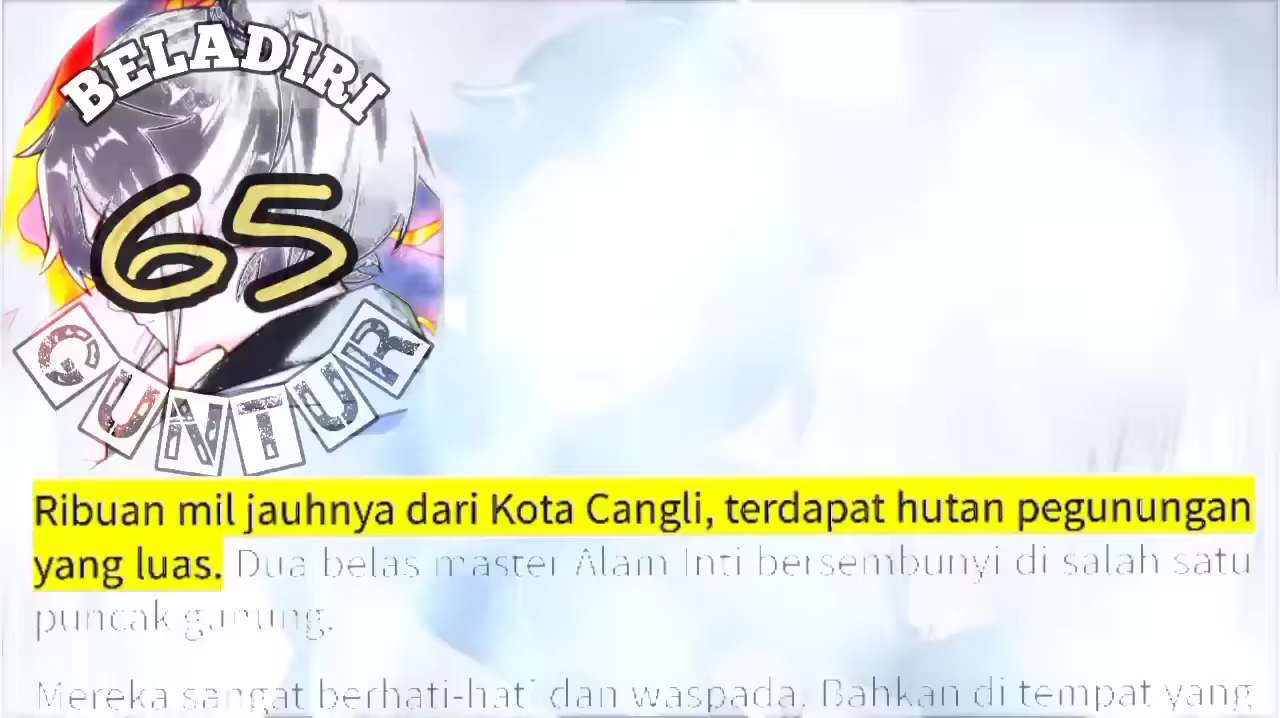 BELADIRI
65
GUNTUR
Ribuan mil jauhnya dari Kota Cangli, terdapat hutan pegunungan
yang luas. Dua belas master Alam Inti bersembunyi di salah satu
puncak gunung.
Mereka sangat berhati-hati dan waspada. Bahkan di tempat yang